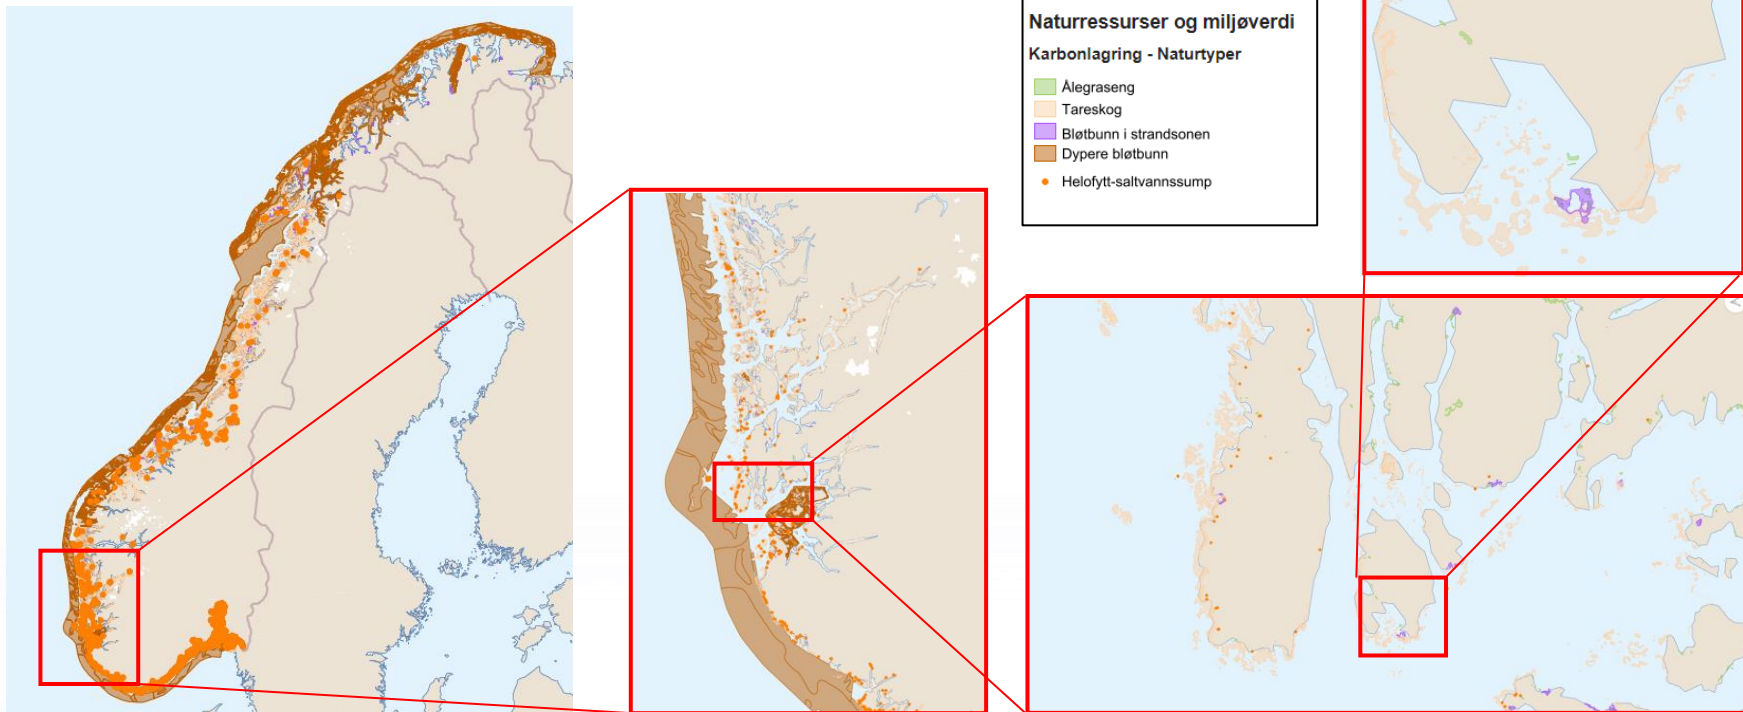 Naturressurser og miljøverdi
Karbonlagring - Naturtyper
Ålegraseng
Tareskog
Bløtbunn i strandsonen
Dypere bløtbunn
Helofytt-saltvannssump